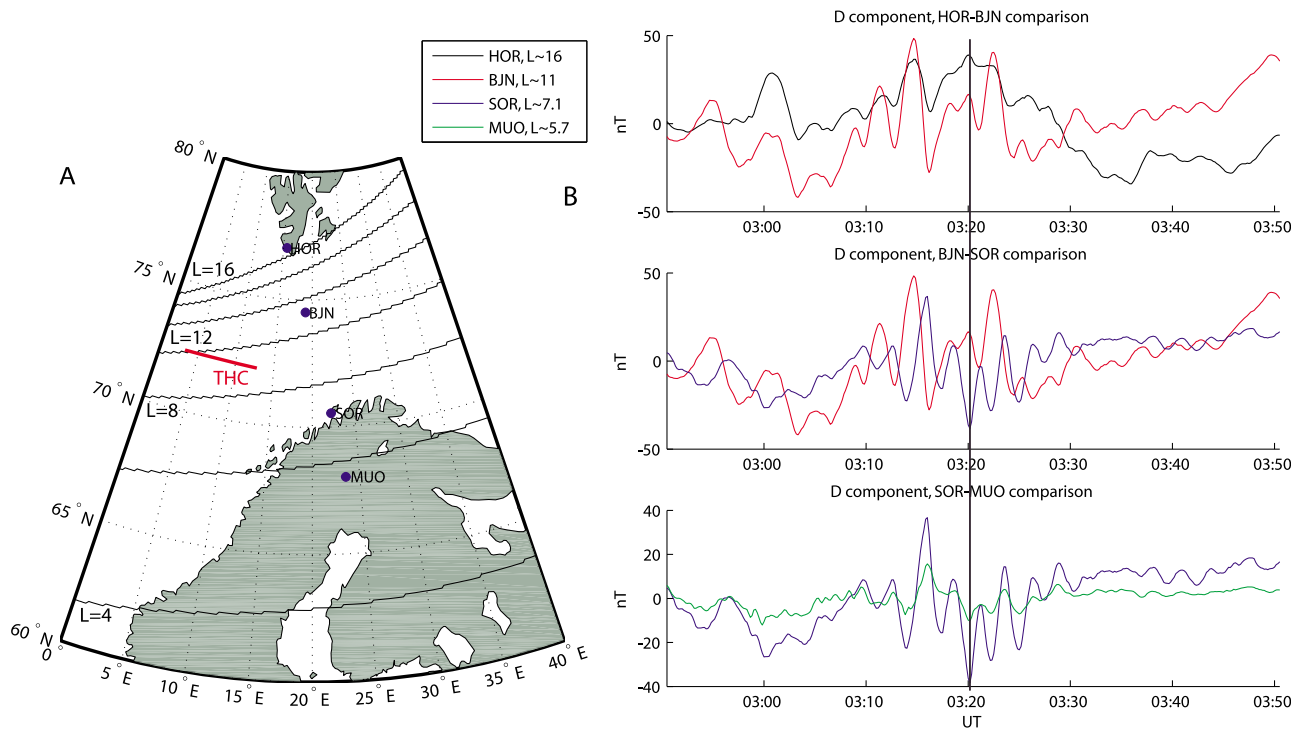 HOR, L~16
BJN, L~11
SOR, L~7.1
MUO, L~5.7
A
80 °N
75 °N
70 °N
65 °N
60 °N
0°
5° E
10° E
15° E
20° E
25° E
30° E
35° E
40° E
L=16
L=12
L=8
L=4
HOR
BJN
THC
SOR
MUO
B
D component, HOR-BJN comparison
nT
50
0
-50
03:00 03:10 03:20 03:30 03:40 03:50
D component, BJN-SOR comparison
nT
50
0
-50
03:00 03:10 03:20 03:30 03:40 03:50
D component, SOR-MUO comparison
nT
40
20
0
-20
-40
03:00 03:10 03:20 03:30 03:40 03:50
UT